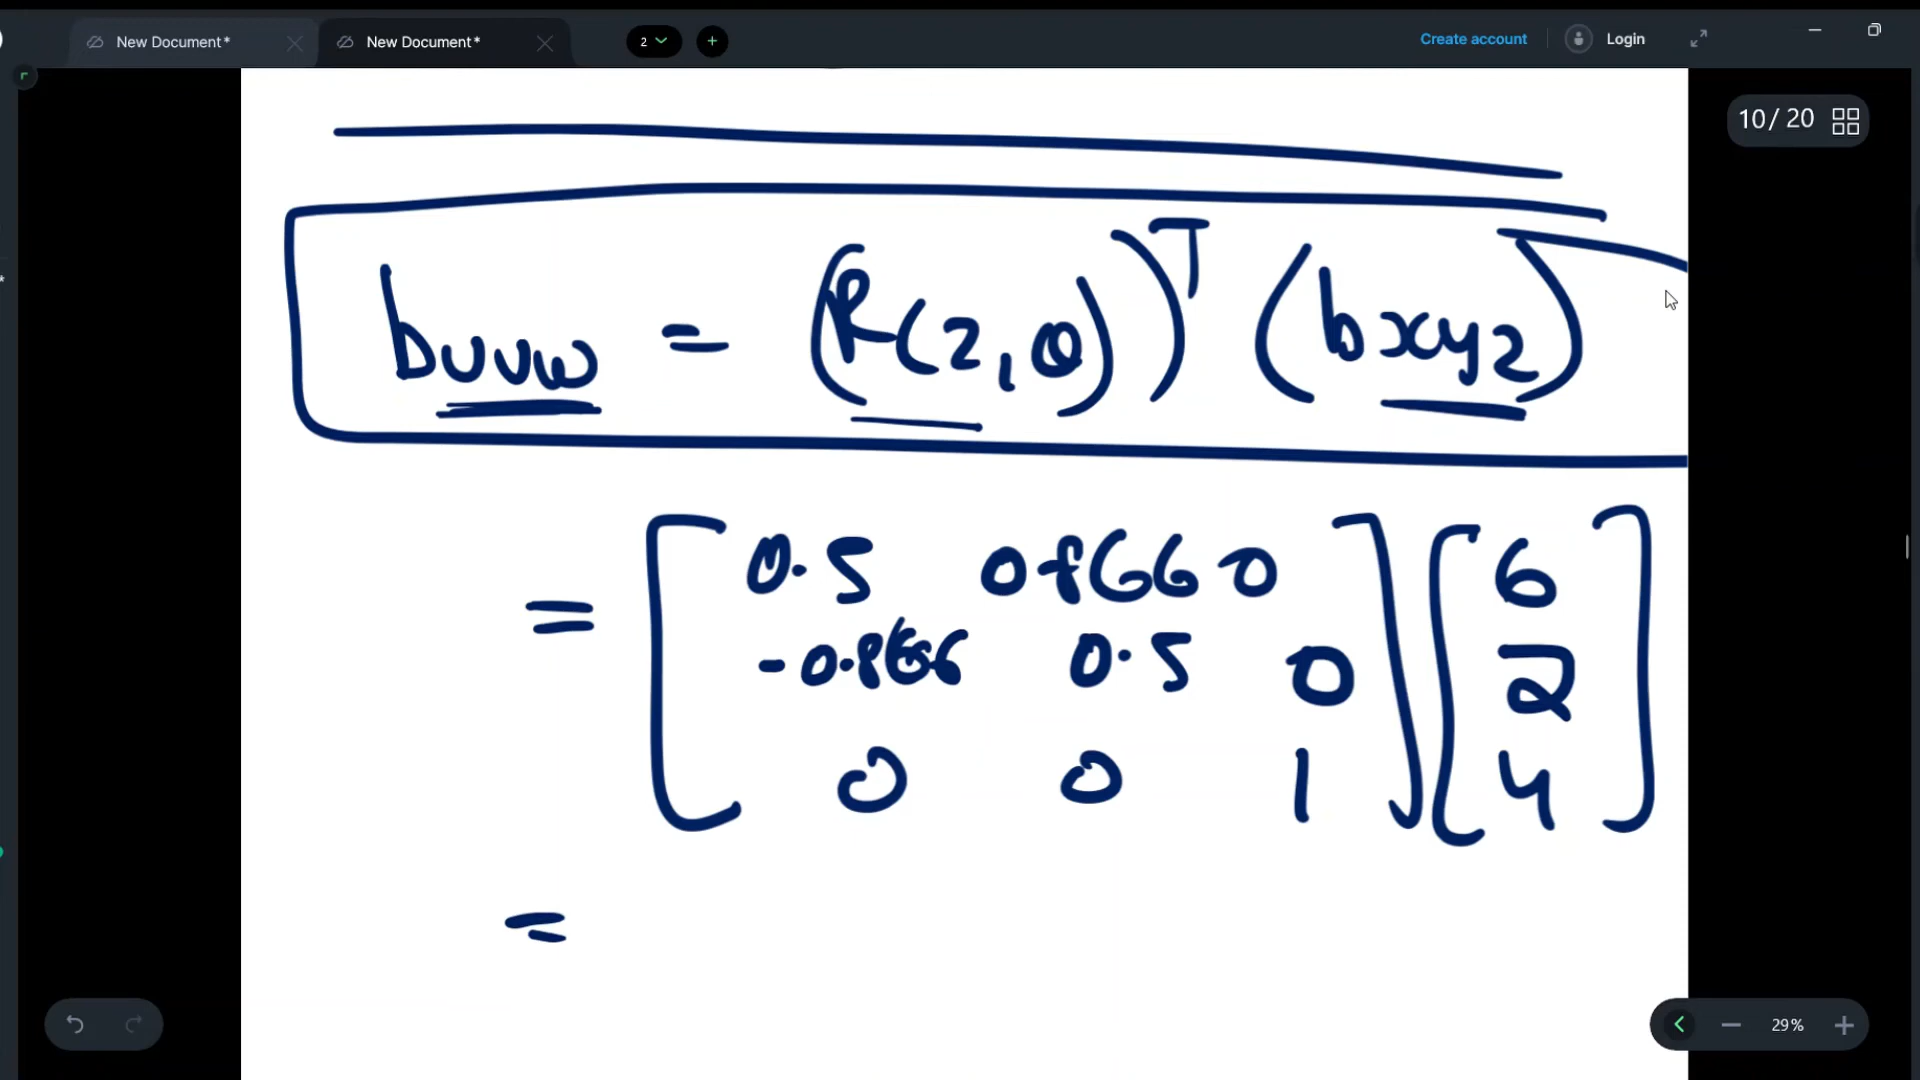 New Document* New Document* 2 Create account Login
10/ 20
buvw = (R(z,θ))ᵀ (bxyz)
= [ 0.5 0.866 0 ] [ 6 ]
[ -0.866 0.5 0 ] [ 2 ]
[ 0 0 1 ] [ 4 ]
=
29%